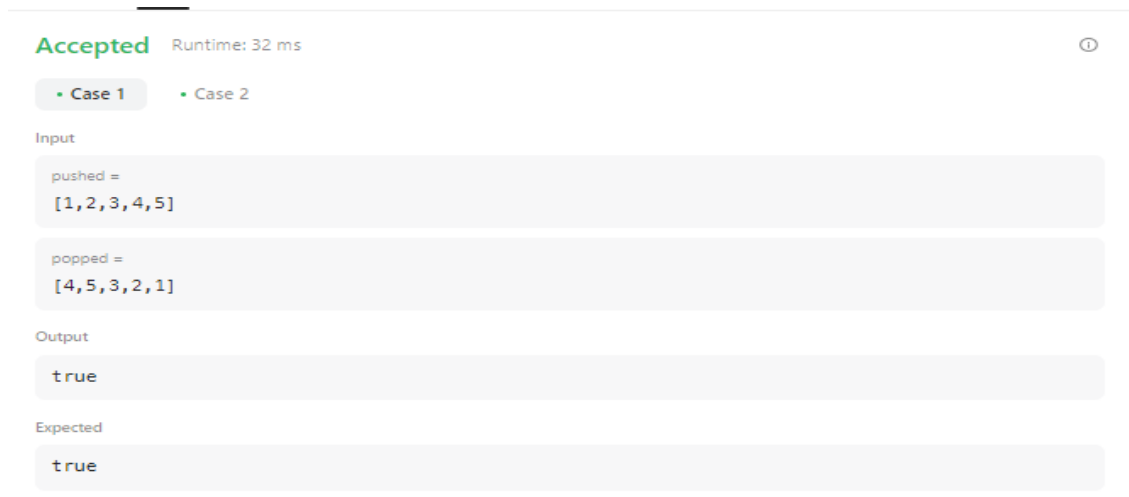 Accepted Runtime: 32 ms
• Case 1 • Case 2
Input
pushed =
[1,2,3,4,5]
popped =
[4,5,3,2,1]
Output
true
Expected
true